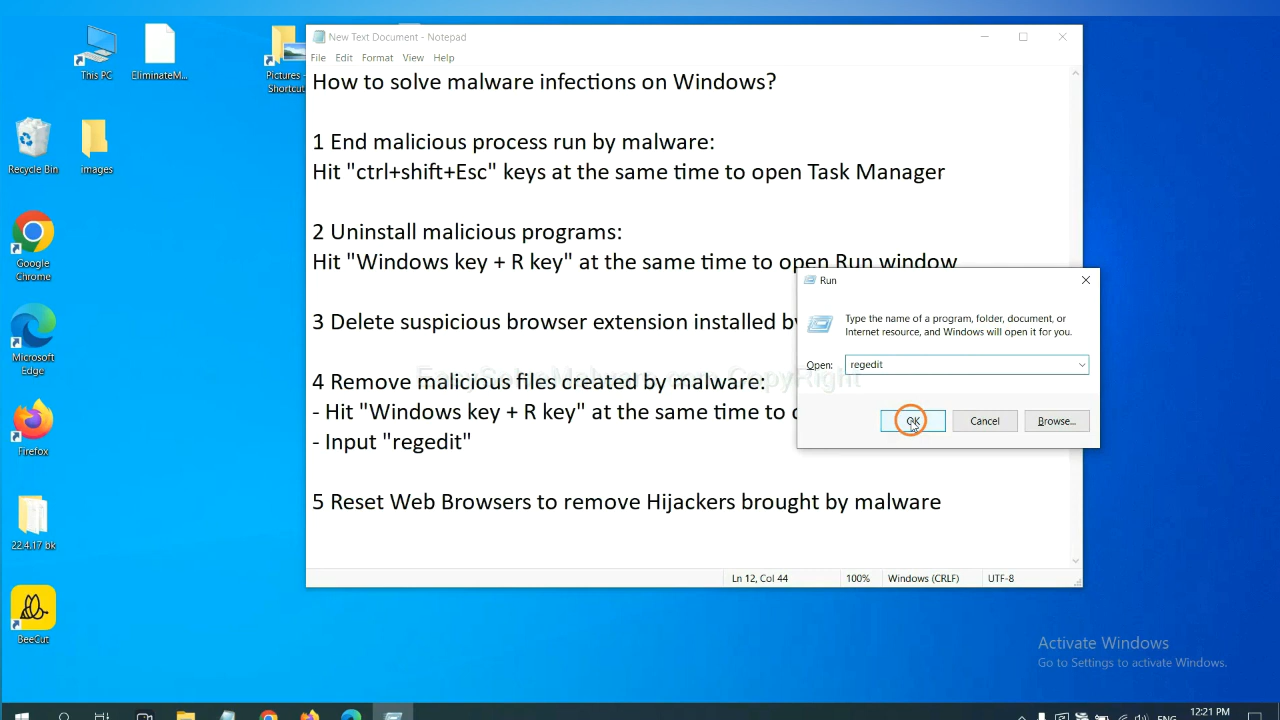 This PC
EliminateM...
Pictures -
Shortcut
Recycle Bin
images
Google
Chrome
Microsoft
Edge
Firefox
22.4.17 bk
BeeCut
New Text Document - Notepad
File Edit Format View Help
How to solve malware infections on Windows?
1 End malicious process run by malware:
Hit "ctrl+shift+Esc" keys at the same time to open Task Manager
2 Uninstall malicious programs:
Hit "Windows key + R key" at the same time to open Run window
3 Delete suspicious browser extension installed by
4 Remove malicious files created by malware:
- Hit "Windows key + R key" at the same time to
- Input "regedit"
5 Reset Web Browsers to remove Hijackers brought by malware
Ln 12, Col 44 100% Windows (CRLF) UTF-8
Run
Type the name of a program, folder, document, or
Internet resource, and Windows will open it for you.
Open: regedit
OK Cancel Browse...
Activate Windows
Go to Settings to activate Windows.
ENG
12:21 PM